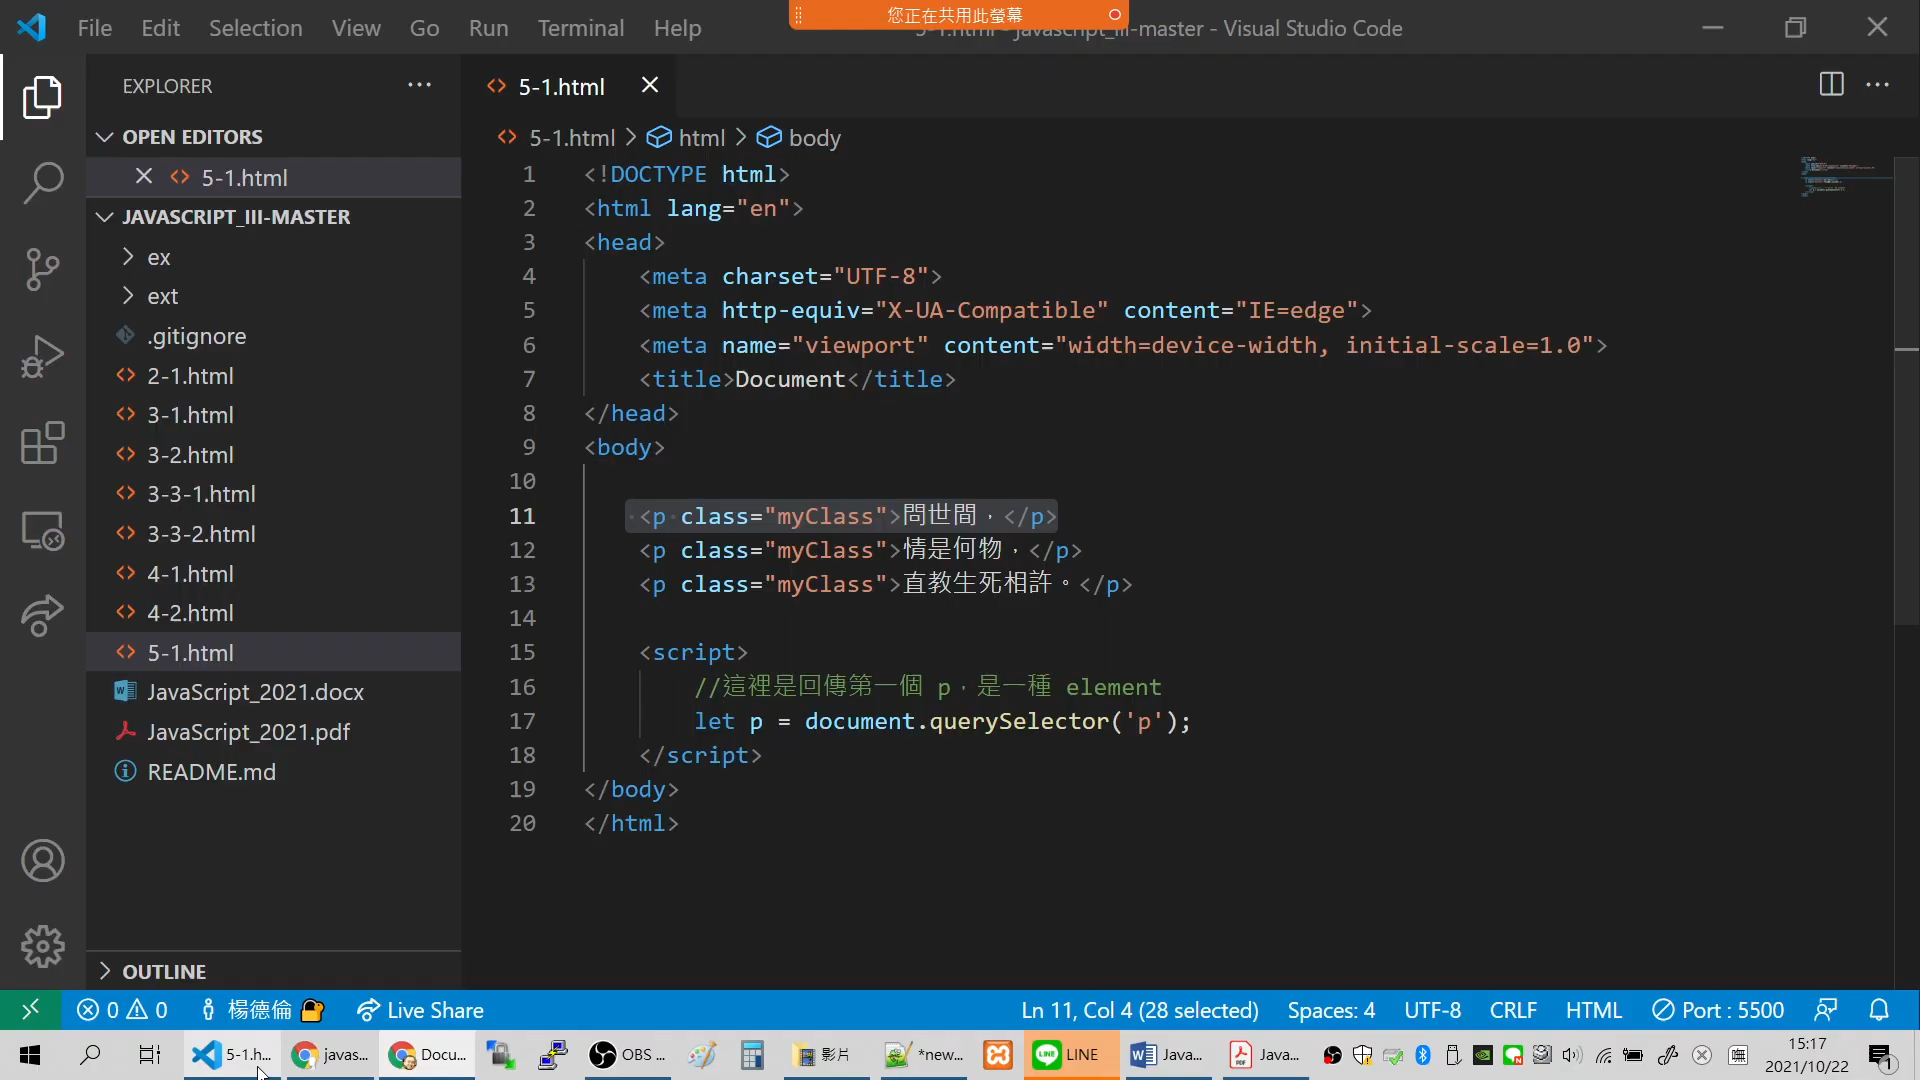 File Edit Selection View Go Run Terminal Help
您正在共用此螢幕
5-1.html - javascript_III-master - Visual Studio Code
EXPLORER
OPEN EDITORS
5-1.html
JAVASCRIPT_III-MASTER
ex
ext
.gitignore
2-1.html
3-1.html
3-2.html
3-3-1.html
3-3-2.html
4-1.html
4-2.html
5-1.html
JavaScript_2021.docx
JavaScript_2021.pdf
README.md
OUTLINE
5-1.html
5-1.html > html > body
1 <!DOCTYPE html>
2 <html lang="en">
3 <head>
4 <meta charset="UTF-8">
5 <meta http-equiv="X-UA-Compatible" content="IE=edge">
6 <meta name="viewport" content="width=device-width, initial-scale=1.0">
7 <title>Document</title>
8 </head>
9 <body>
10
11 <p class="myClass">問世間，</p>
12 <p class="myClass">情是何物，</p>
13 <p class="myClass">直教生死相許。</p>
14
15 <script>
16 //這裡是回傳第一個 p，是一種 element
17 let p = document.querySelector('p');
18 </script>
19 </body>
20 </html>
0 0 楊德倫 Live Share Ln 11, Col 4 (28 selected) Spaces: 4 UTF-8 CRLF HTML Port : 5500
5-1.h... javas... Docu... OBS ... 影片 *new... LINE Java... Java... 15:17
2021/10/22 1